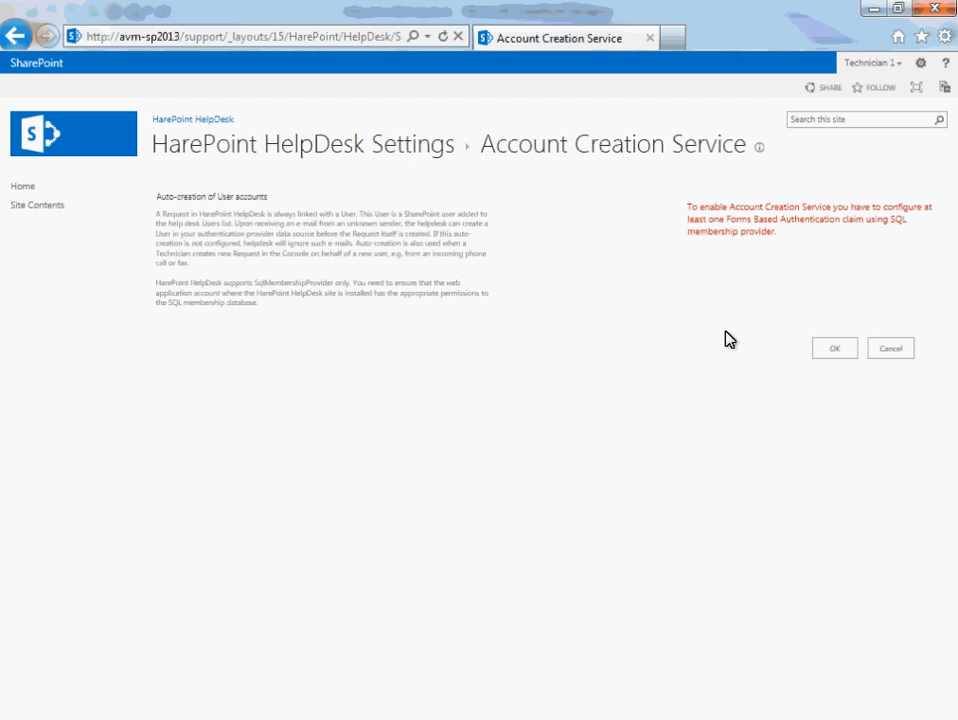 http://avm-sp2013/support/_layouts/15/HarePoint/HelpDesk/S
Account Creation Service
SharePoint
Technician 1
SHARE
FOLLOW
HarePoint HelpDesk
HarePoint HelpDesk Settings › Account Creation Service
Search this site
Home
Site Contents
Auto-creation of User accounts
A Request in HarePoint HelpDesk is always linked with a User. This User is a SharePoint user added to
the help desk Users list. Upon receiving an e-mail from an unknown sender, the helpdesk can create a
User in your authentication provider data source before the Request itself is created. If this auto-
creation is not configured, helpdesk will ignore such e-mails. Auto-creation is also used when a
Technician creates new Request in the Console on behalf of a new user, e.g. from an incoming phone
call or fax.
HarePoint HelpDesk supports SqlMembershipProvider only. You need to ensure that the web
application account where the HarePoint HelpDesk site is installed has the appropriate permissions to
the SQL membership database.
To enable Account Creation Service you have to configure at
least one Forms Based Authentication claim using SQL
membership provider.
OK
Cancel